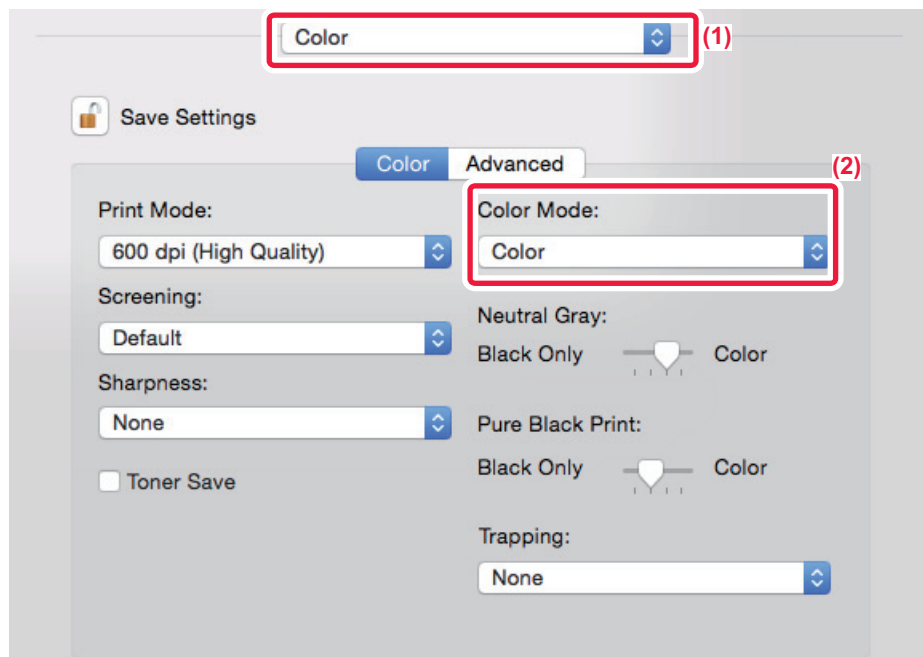 Color
(1)
Save Settings
Color Advanced
(2)
Print Mode:
600 dpi (High Quality)
Screening:
Default
Sharpness:
None
Toner Save
Color Mode:
Color
Neutral Gray:
Black Only Color
Pure Black Print:
Black Only Color
Trapping:
None